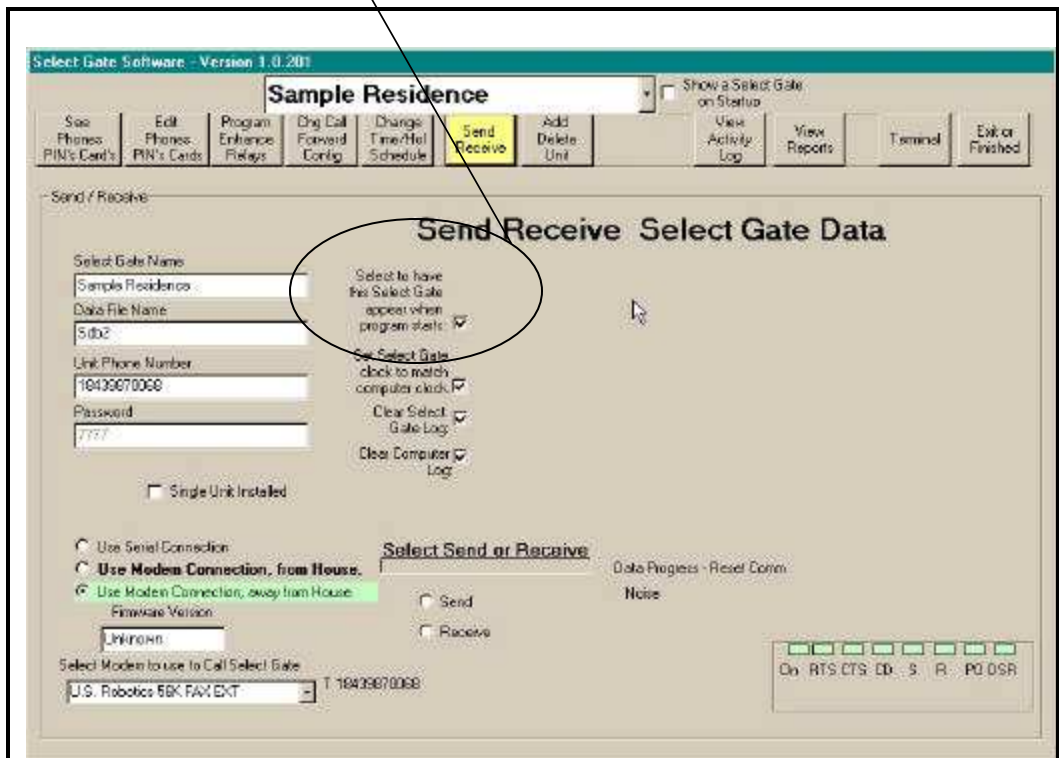 Select Gate Software - Version 1.0.201
Sample Residence
Show a Select Gate
on Startup
See
Phones
PIN's Card's
Edit
Phones
PIN's Cards
Program
Enhance
Relays
Chg Call
Forward
Config
Change
Time/Hol
Schedule
Send
Receive
Add
Delete
Unit
View
Activity
Log
View
Reports
Terminal
Exit or
Finished
Send / Receive
Send Receive Select Gate Data
Select Gate Name
Sample Residence
Data File Name
Sdb2
Unit Phone Number
18439870068
Password
7777
Single Unit Installed
Select to have
this Select Gate
appear when
program starts
Set Select Gate
clock to match
computer clock
Clear Select
Gate Log
Clear Computer
Log
Use Serial Connection
Use Modem Connection, from House.
Use Modem Connection, away from House
Firmware Version
Unknown
Select Modem to use to Call Select Gate
U.S. Robotics 56K FAX EXT
T 18439870068
Select Send or Receive
Send
Receive
Data Progress - Reset Comm
Noise
On RTS CTS CD S R PO DSR